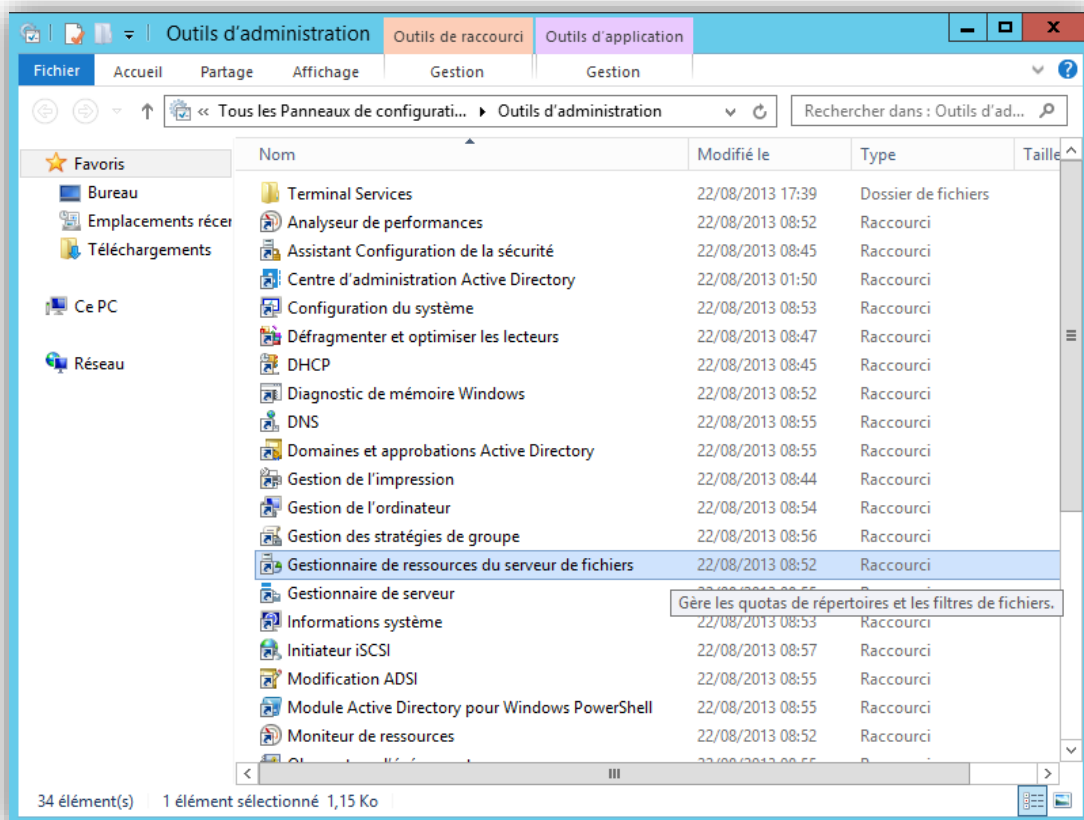 Outils d'administration Outils de raccourci Outils d'application
Fichier Accueil Partage Affichage Gestion Gestion
« Tous les Panneaux de configurati... Outils d'administration Rechercher dans : Outils d'ad...
Favoris
Bureau
Emplacements récer
Téléchargements
Ce PC
Réseau
Nom Modifié le Type Taille
Terminal Services 22/08/2013 17:39 Dossier de fichiers
Analyseur de performances 22/08/2013 08:52 Raccourci
Assistant Configuration de la sécurité 22/08/2013 08:45 Raccourci
Centre d'administration Active Directory 22/08/2013 01:50 Raccourci
Configuration du système 22/08/2013 08:53 Raccourci
Défragmenter et optimiser les lecteurs 22/08/2013 08:47 Raccourci
DHCP 22/08/2013 08:45 Raccourci
Diagnostic de mémoire Windows 22/08/2013 08:52 Raccourci
DNS 22/08/2013 08:55 Raccourci
Domaines et approbations Active Directory 22/08/2013 08:55 Raccourci
Gestion de l'impression 22/08/2013 08:44 Raccourci
Gestion de l'ordinateur 22/08/2013 08:54 Raccourci
Gestion des stratégies de groupe 22/08/2013 08:56 Raccourci
Gestionnaire de ressources du serveur de fichiers 22/08/2013 08:52 Raccourci
Gestionnaire de serveur
Gère les quotas de répertoires et les filtres de fichiers.
Informations système 22/08/2013 08:53 Raccourci
Initiateur iSCSI 22/08/2013 08:57 Raccourci
Modification ADSI 22/08/2013 08:55 Raccourci
Module Active Directory pour Windows PowerShell 22/08/2013 08:55 Raccourci
Moniteur de ressources 22/08/2013 08:52 Raccourci
34 élément(s) 1 élément sélectionné 1,15 Ko